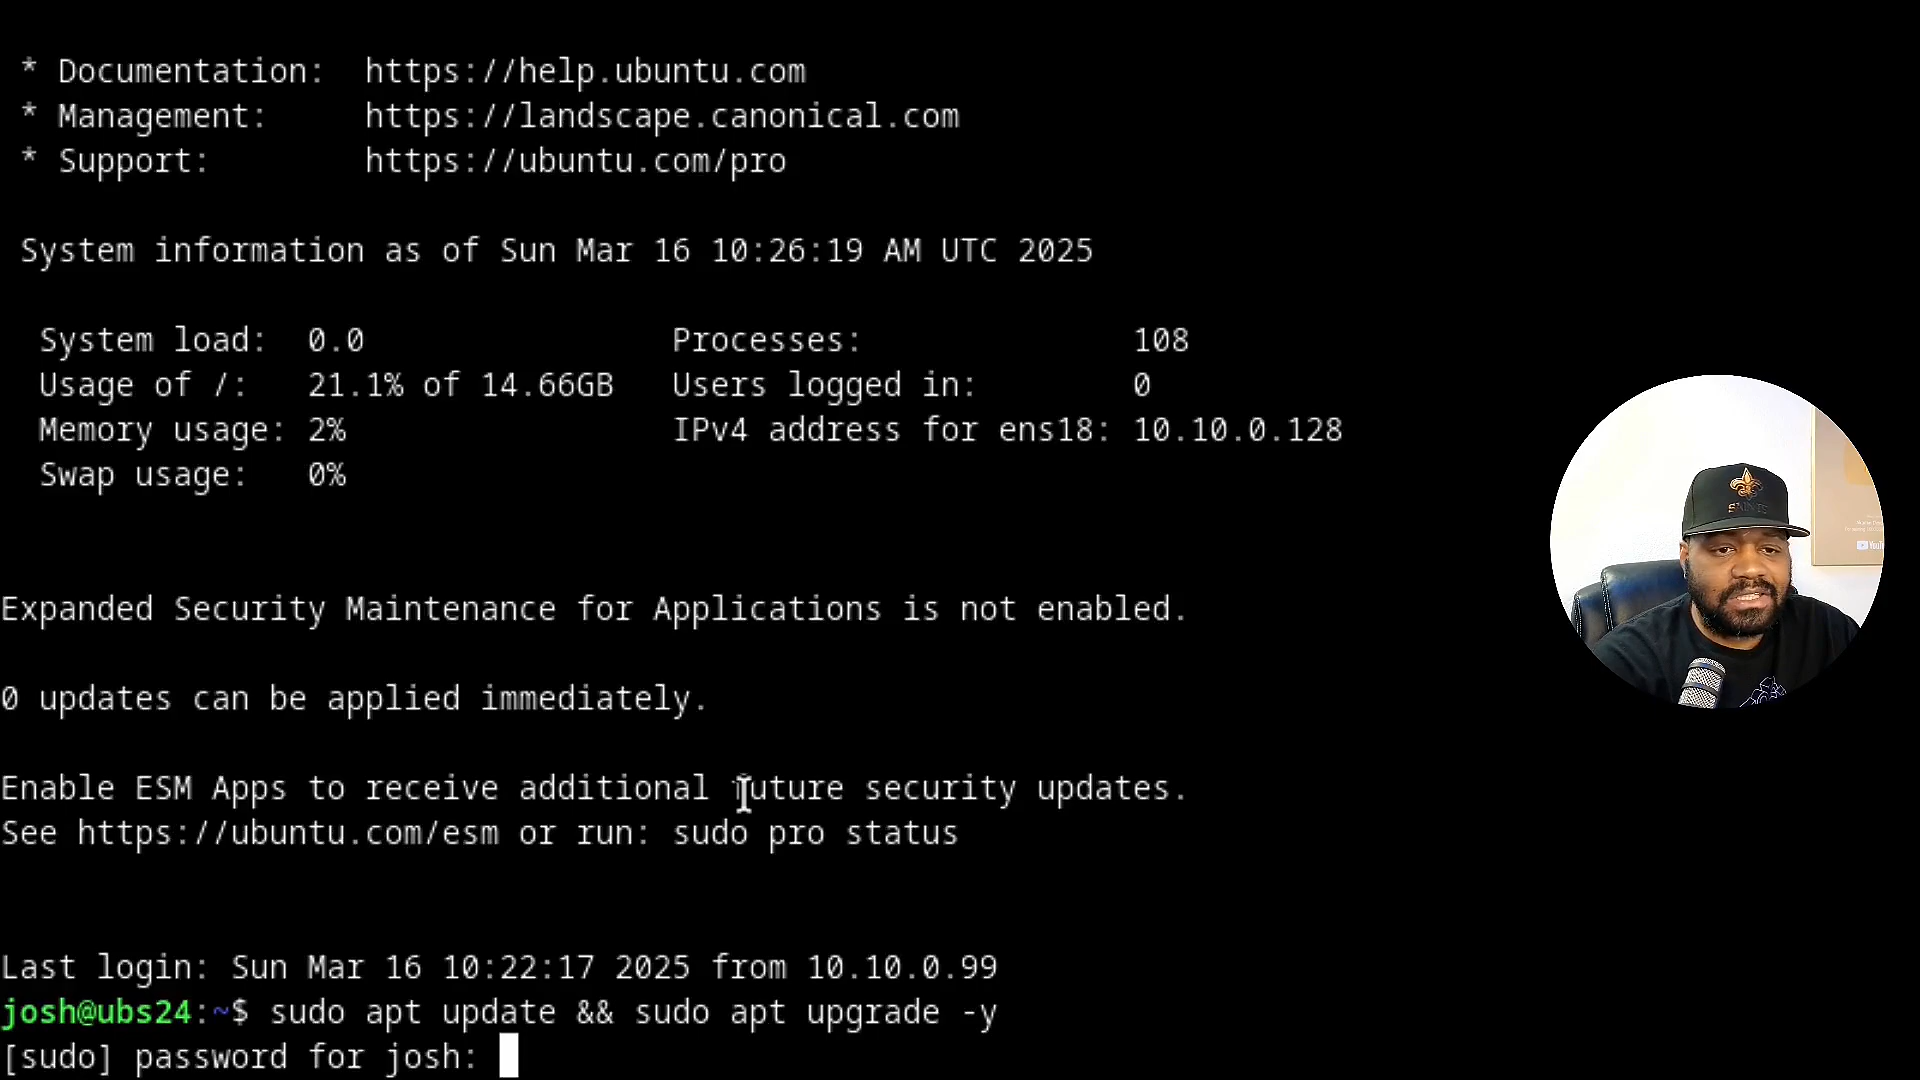 * Documentation:  https://help.ubuntu.com
* Management:     https://landscape.canonical.com
* Support:        https://ubuntu.com/pro
System information as of Sun Mar 16 10:26:19 AM UTC 2025
System load:  0.0                Processes:              108
Usage of /:   21.1% of 14.66GB   Users logged in:        0
Memory usage: 2%                 IPv4 address for ens18: 10.10.0.128
Swap usage:   0%
Expanded Security Maintenance for Applications is not enabled.
0 updates can be applied immediately.
Enable ESM Apps to receive additional future security updates.
See https://ubuntu.com/esm or run: sudo pro status
Last login: Sun Mar 16 10:22:17 2025 from 10.10.0.99
josh@ubs24:~$ sudo apt update && sudo apt upgrade -y
[sudo] password for josh:
SAINTS